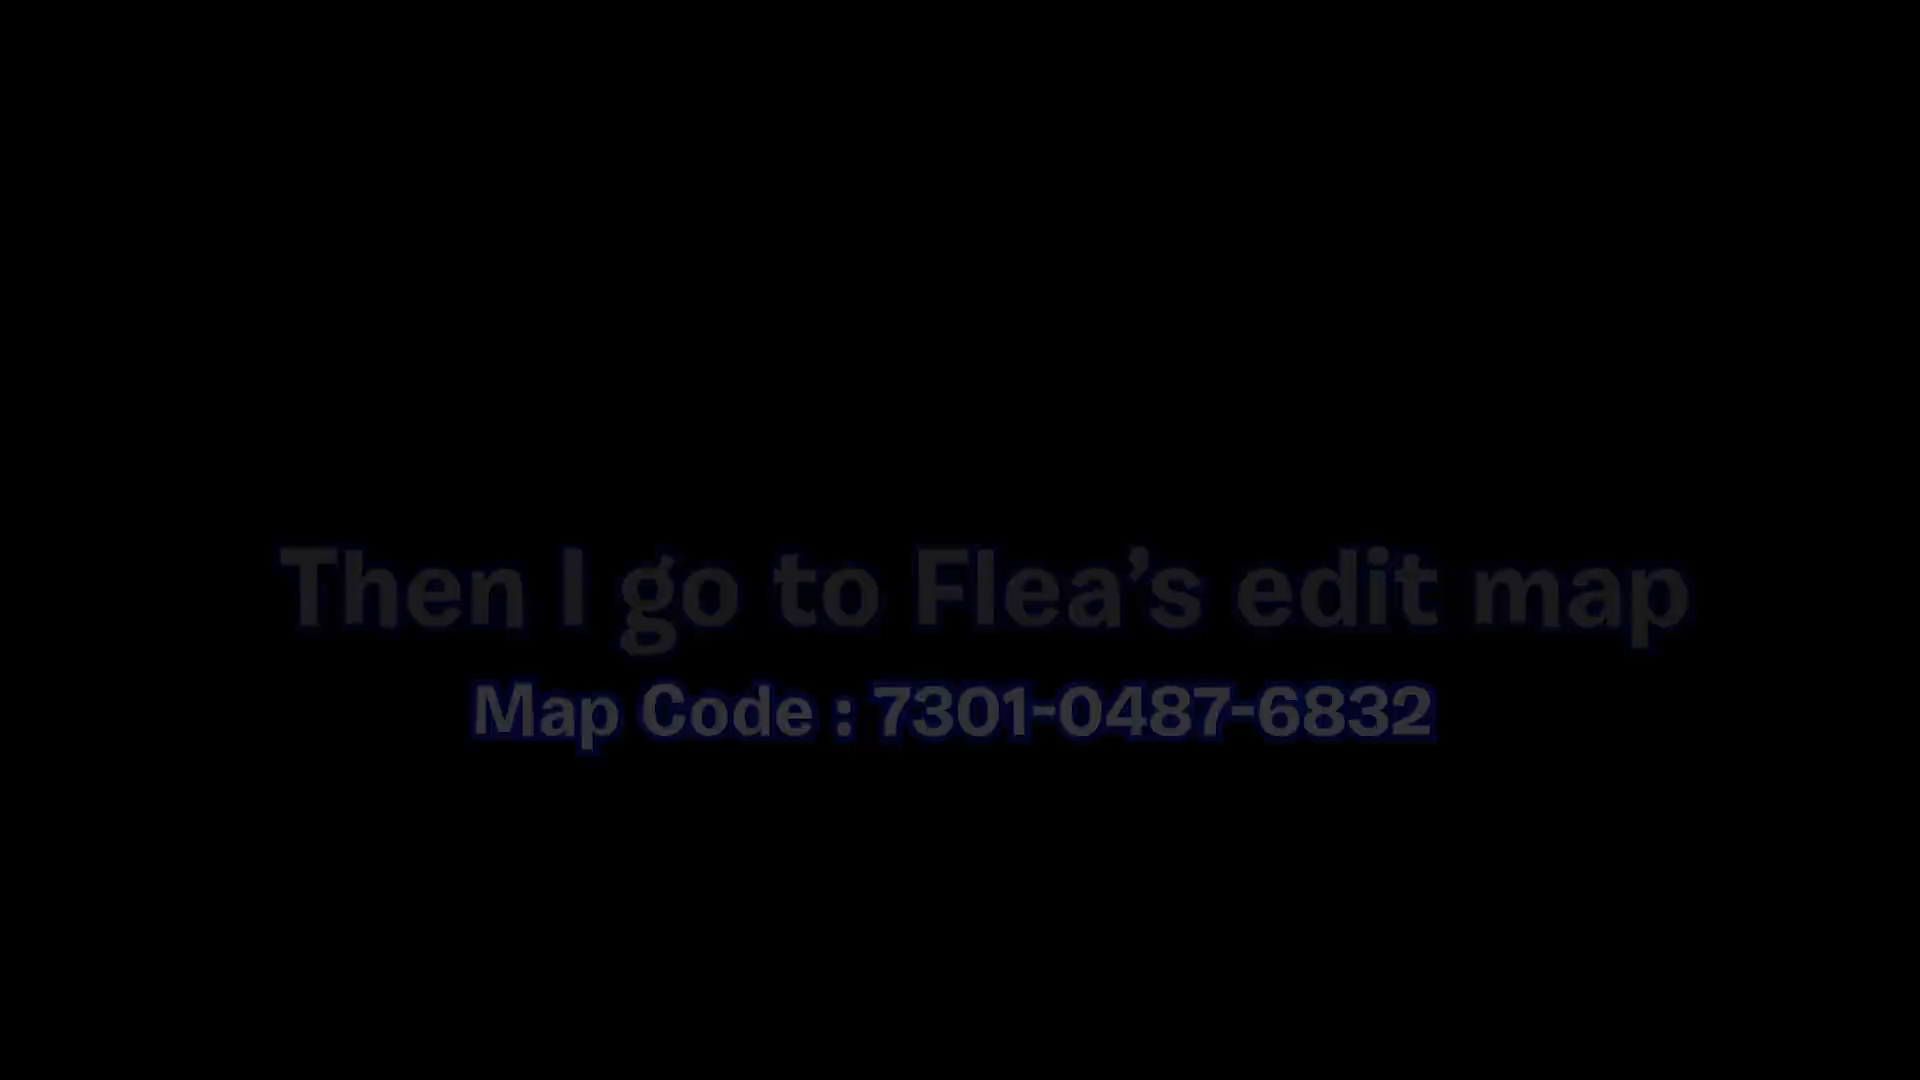 Then I go to Flea’s edit map
Map Code : 7301-0487-6832